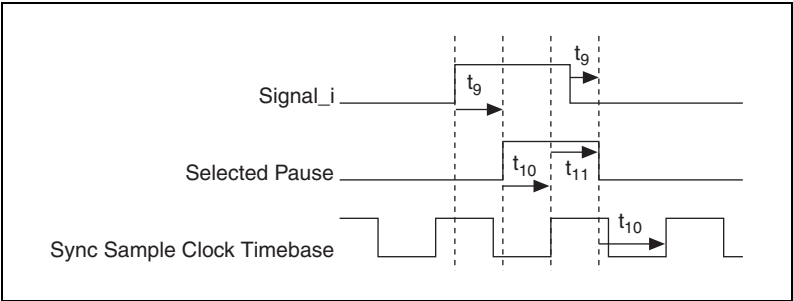 t9
Signal_i
t9
Selected Pause
t10
t11
t10
Sync Sample Clock Timebase